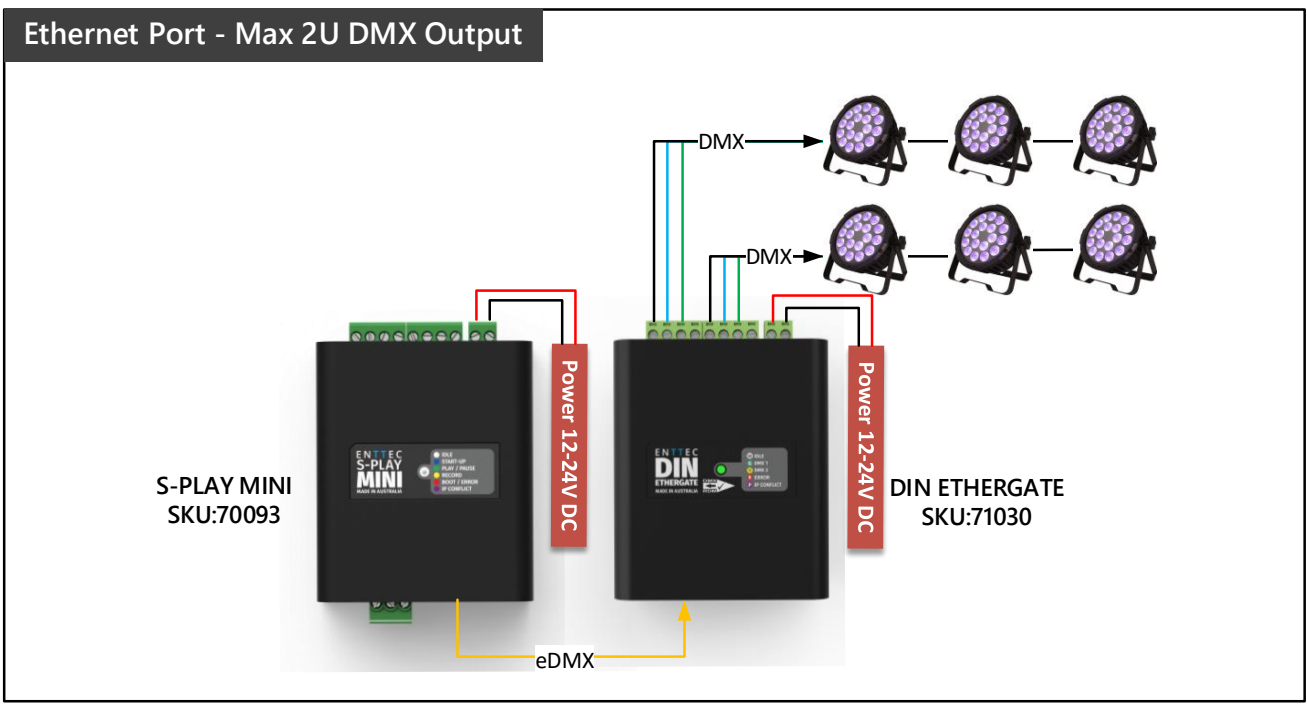 Ethernet Port - Max 2U DMX Output
DMX
DMX
Power 12-24V DC
Power 12-24V DC
ENTTEC
S-PLAY
MINI
MADE IN AUSTRALIA
IDLE
START-UP
PLAY / PAUSE
RECORD
BOOT / ERROR
IP CONFLICT
ENTTEC
DIN
ETHERGATE
MADE IN AUSTRALIA
IDLE
DMX 1
DMX 2
ERROR
IP CONFLICT
S-PLAY MINI
SKU:70093
DIN ETHERGATE
SKU:71030
eDMX